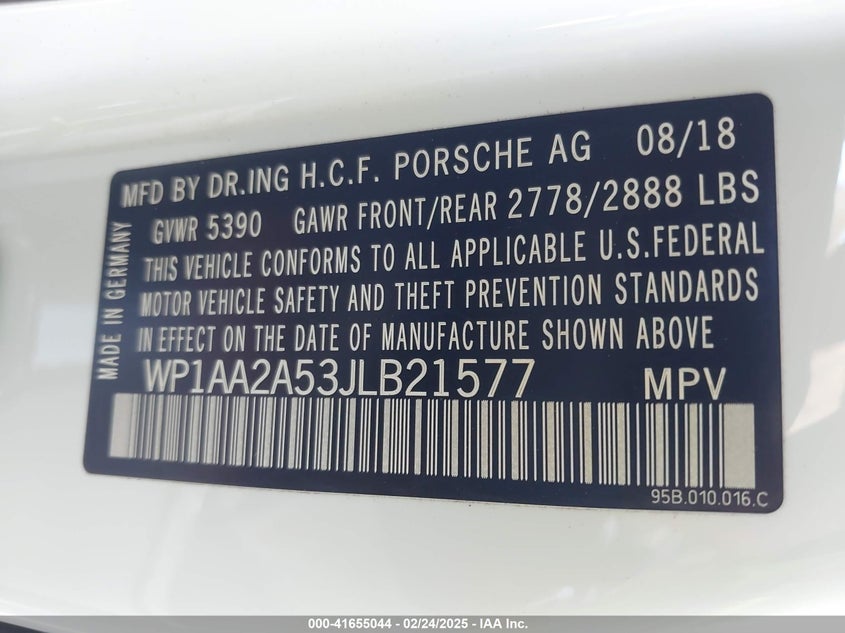 MFD BY DR.ING H.C.F. PORSCHE AG 08/18
GVWR 5390 GAWR FRONT/REAR 2778/2888 LBS
THIS VEHICLE CONFORMS TO ALL APPLICABLE U.S.FEDERAL
MOTOR VEHICLE SAFETY AND THEFT PREVENTION STANDARDS
IN EFFECT ON THE DATE OF MANUFACTURE SHOWN ABOVE
MADE IN GERMANY
WP1AA2A53JLB21577 MPV
95B.010.016.C
000-41655044 - 02/24/2025 - IAAI.com